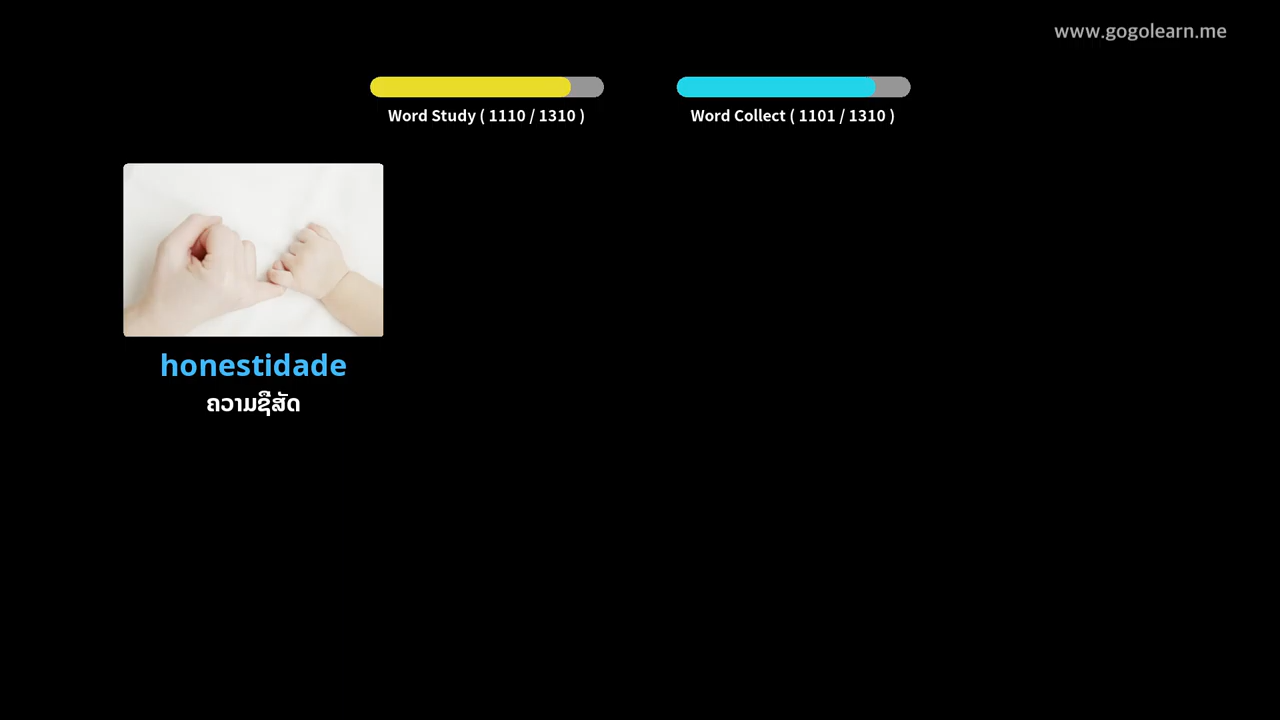 www.gogolearn.me
Word Study ( 1110 / 1310 )
Word Collect ( 1101 / 1310 )
honestidade
ຄວາມຊືສັດ